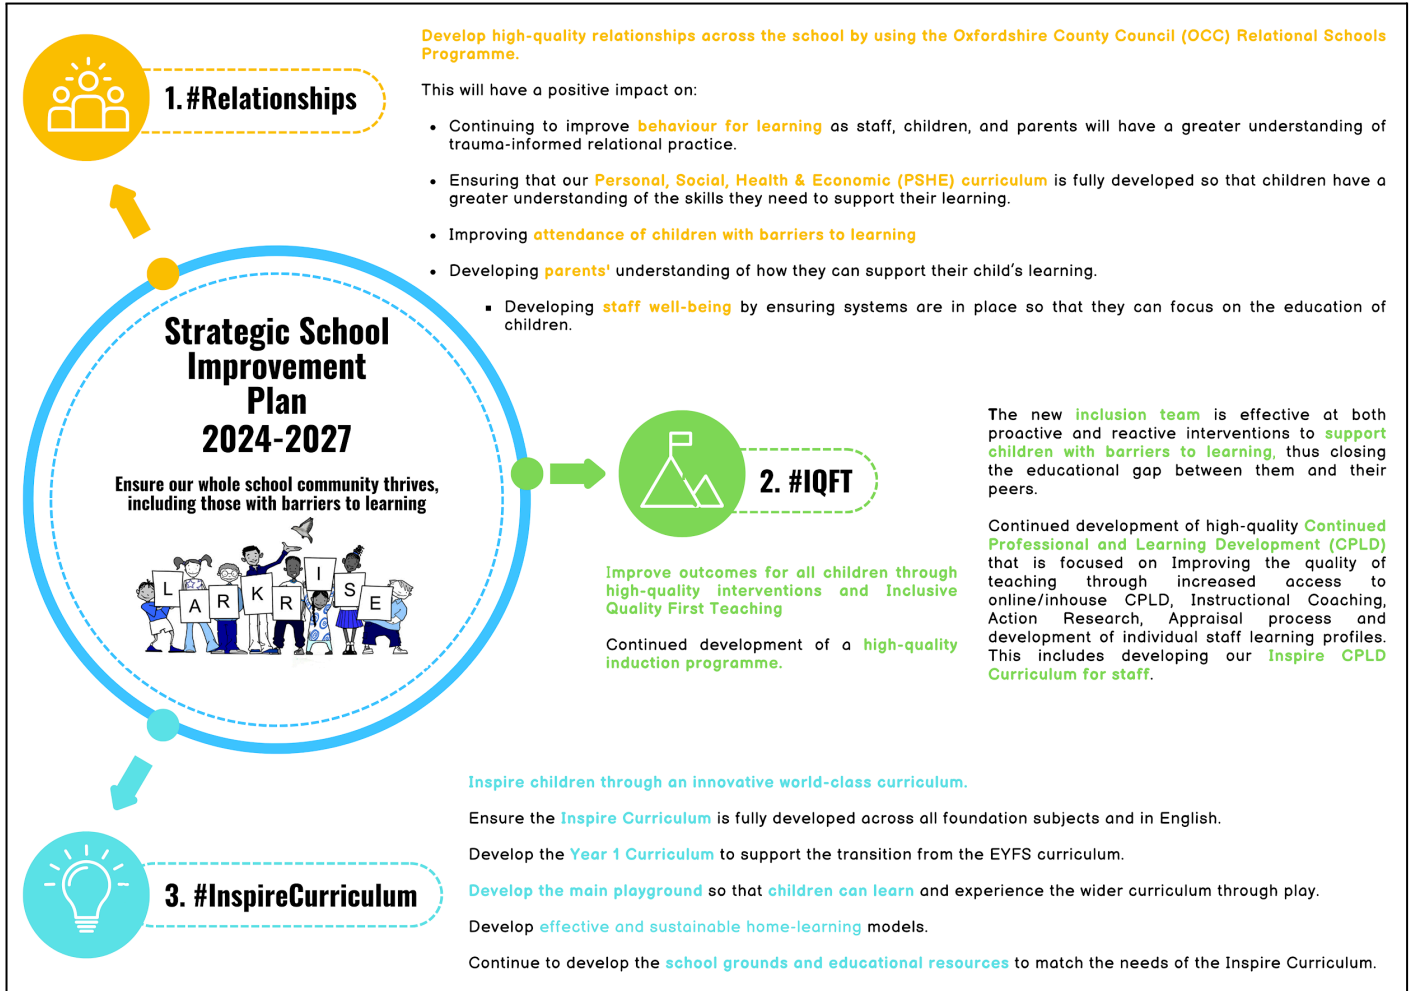 1. #Relationships
Develop high-quality relationships across the school by using the Oxfordshire County Council (OCC) Relational Schools
Programme.
This will have a positive impact on:
• Continuing to improve behaviour for learning as staff, children, and parents will have a greater understanding of
trauma-informed relational practice.
• Ensuring that our Personal, Social, Health & Economic (PSHE) curriculum is fully developed so that children have a
greater understanding of the skills they need to support their learning.
• Improving attendance of children with barriers to learning
• Developing parents' understanding of how they can support their child's learning.
▪ Developing staff well-being by ensuring systems are in place so that they can focus on the education of
children.
Strategic School
Improvement
Plan
2024-2027
Ensure our whole school community thrives,
including those with barriers to learning
LARKRISE
2. #IQFT
Improve outcomes for all children through
high-quality interventions and Inclusive
Quality First Teaching
Continued development of a high-quality
induction programme.
The new inclusion team is effective at both
proactive and reactive interventions to support
children with barriers to learning, thus closing
the educational gap between them and their
peers.
Continued development of high-quality Continued
Professional and Learning Development (CPLD)
that is focused on Improving the quality of
teaching through increased access to
online/inhouse CPLD, Instructional Coaching,
Action Research, Appraisal process and
development of individual staff learning profiles.
This includes developing our Inspire CPLD
Curriculum for staff.
3. #InspireCurriculum
Inspire children through an innovative world-class curriculum.
Ensure the Inspire Curriculum is fully developed across all foundation subjects and in English.
Develop the Year 1 Curriculum to support the transition from the EYFS curriculum.
Develop the main playground so that children can learn and experience the wider curriculum through play.
Develop effective and sustainable home-learning models.
Continue to develop the school grounds and educational resources to match the needs of the Inspire Curriculum.